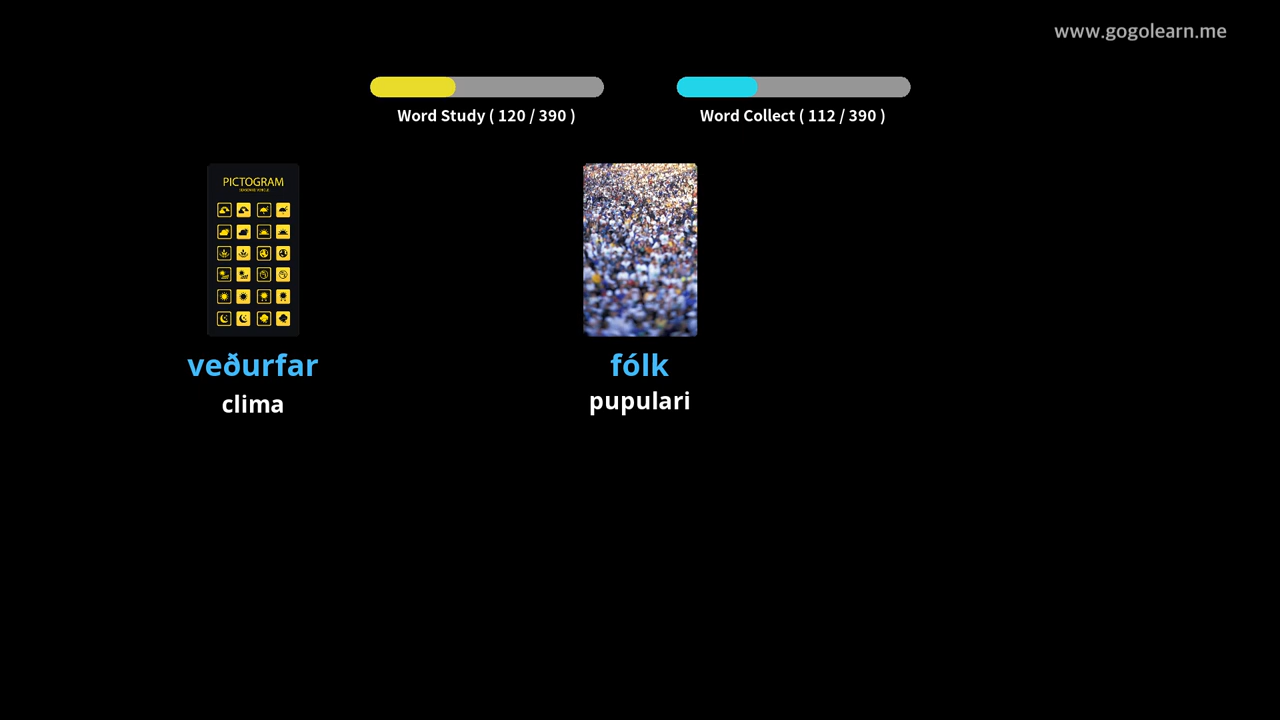 www.gogolearn.me
Word Study ( 120 / 390 )
Word Collect ( 112 / 390 )
PICTOGRAM
veðurfar
clima
fólk
pupulari